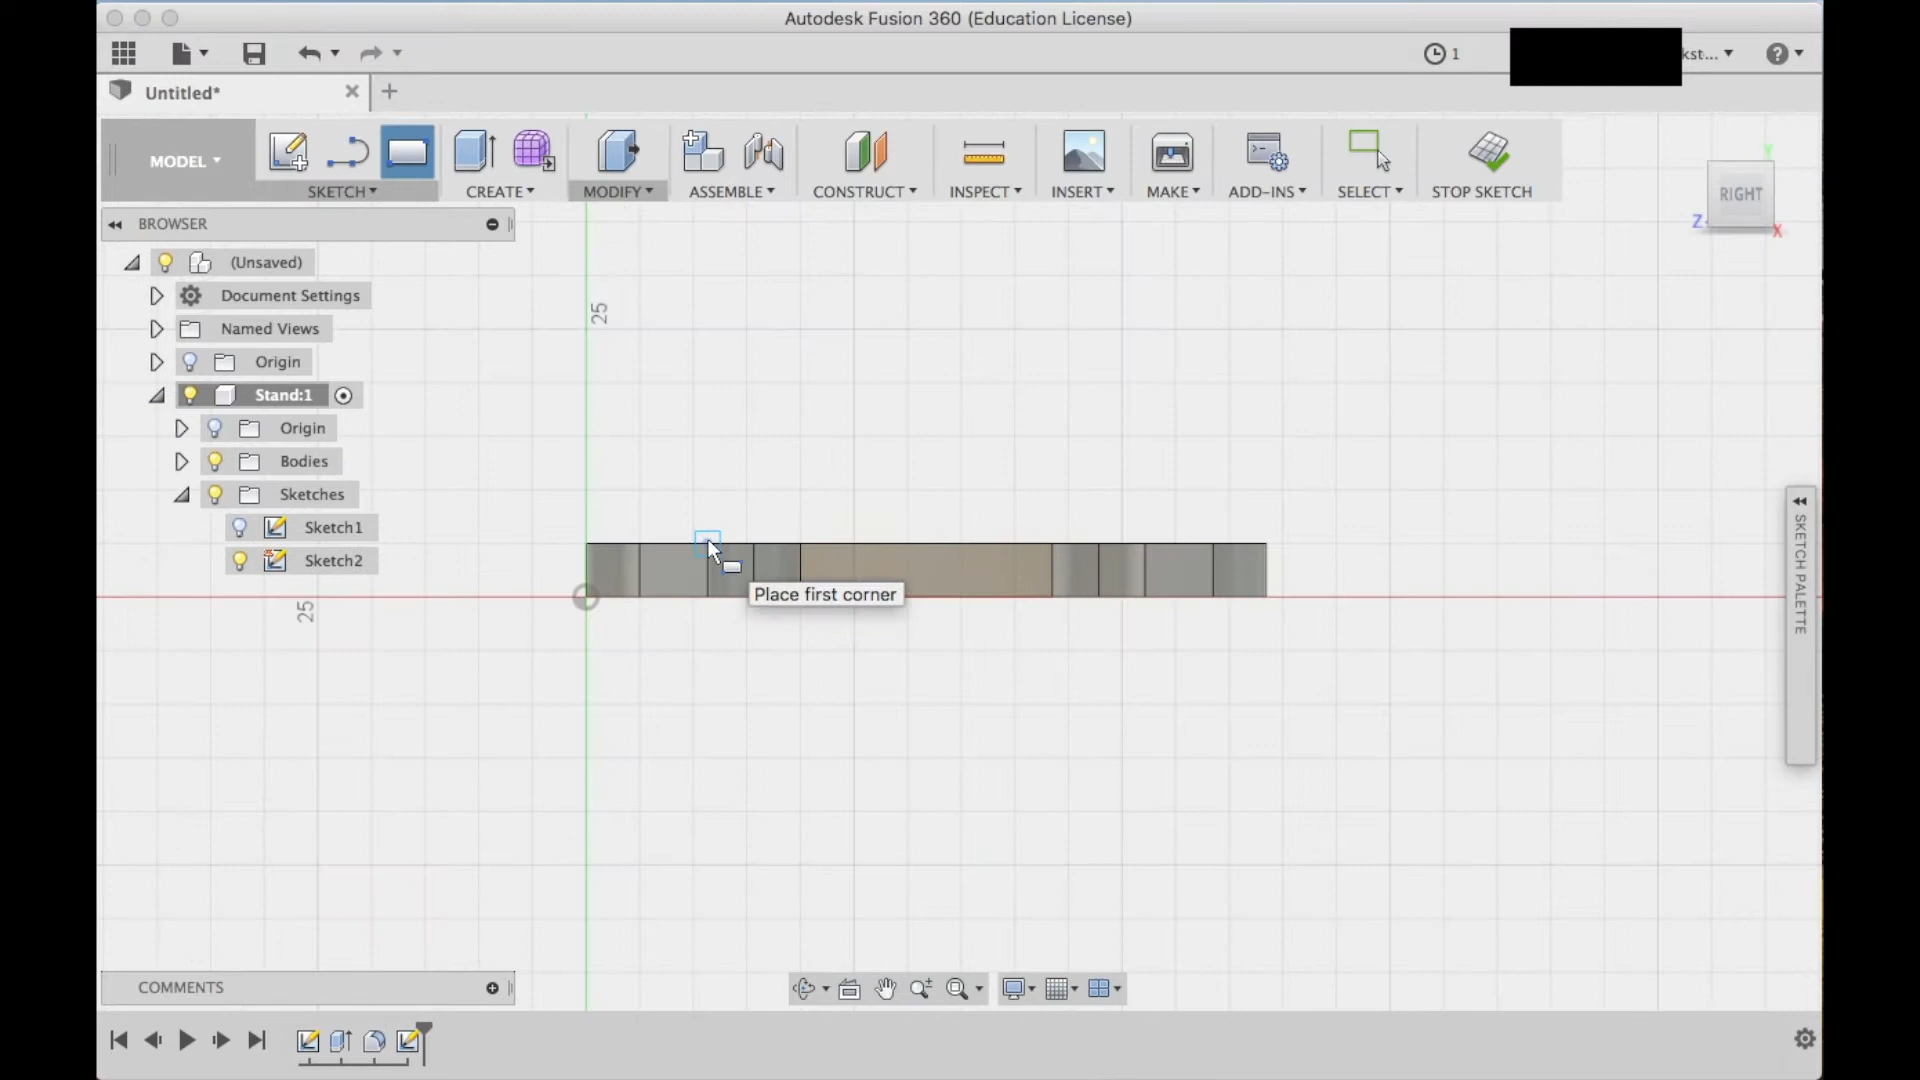 Autodesk Fusion 360 (Education License)
1
kst...
Untitled*
MODEL
SKETCH
CREATE
MODIFY
ASSEMBLE
CONSTRUCT
INSPECT
INSERT
MAKE
ADD-INS
SELECT
STOP SKETCH
Y
RIGHT
Z
X
BROWSER
(Unsaved)
Document Settings
Named Views
Origin
Stand:1
Origin
Bodies
Sketches
Sketch1
Sketch2
25
25
Place first corner
SKETCH PALETTE
COMMENTS